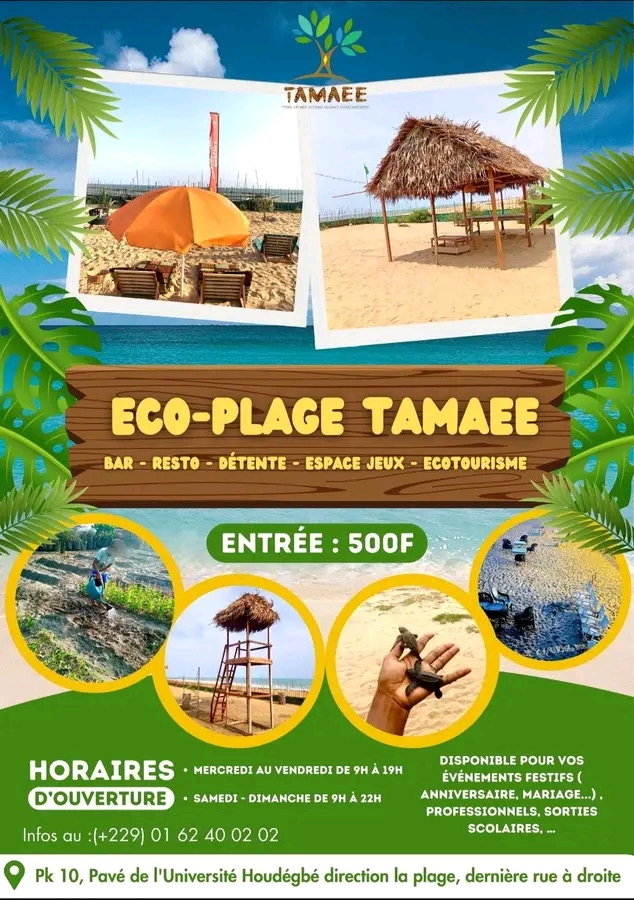 TAMAEE
ECO-PLAGE TAMAEE
BAR - RESTO - DÉTENTE - ESPACE JEUX - ECOTOURISME
ENTRÉE : 500F
HORAIRES
D'OUVERTURE
• MERCREDI AU VENDREDI DE 9H À 19H
• SAMEDI - DIMANCHE DE 9H À 22H
Infos au :(+229) 01 62 40 02 02
DISPONIBLE POUR VOS
ÉVÉNEMENTS FESTIFS (
ANNIVERSAIRE, MARIAGE...) ,
PROFESSIONNELS, SORTIES
SCOLAIRES, ...
Pk 10, Pavé de l'Université Houdégbé direction la plage, dernière rue à droite